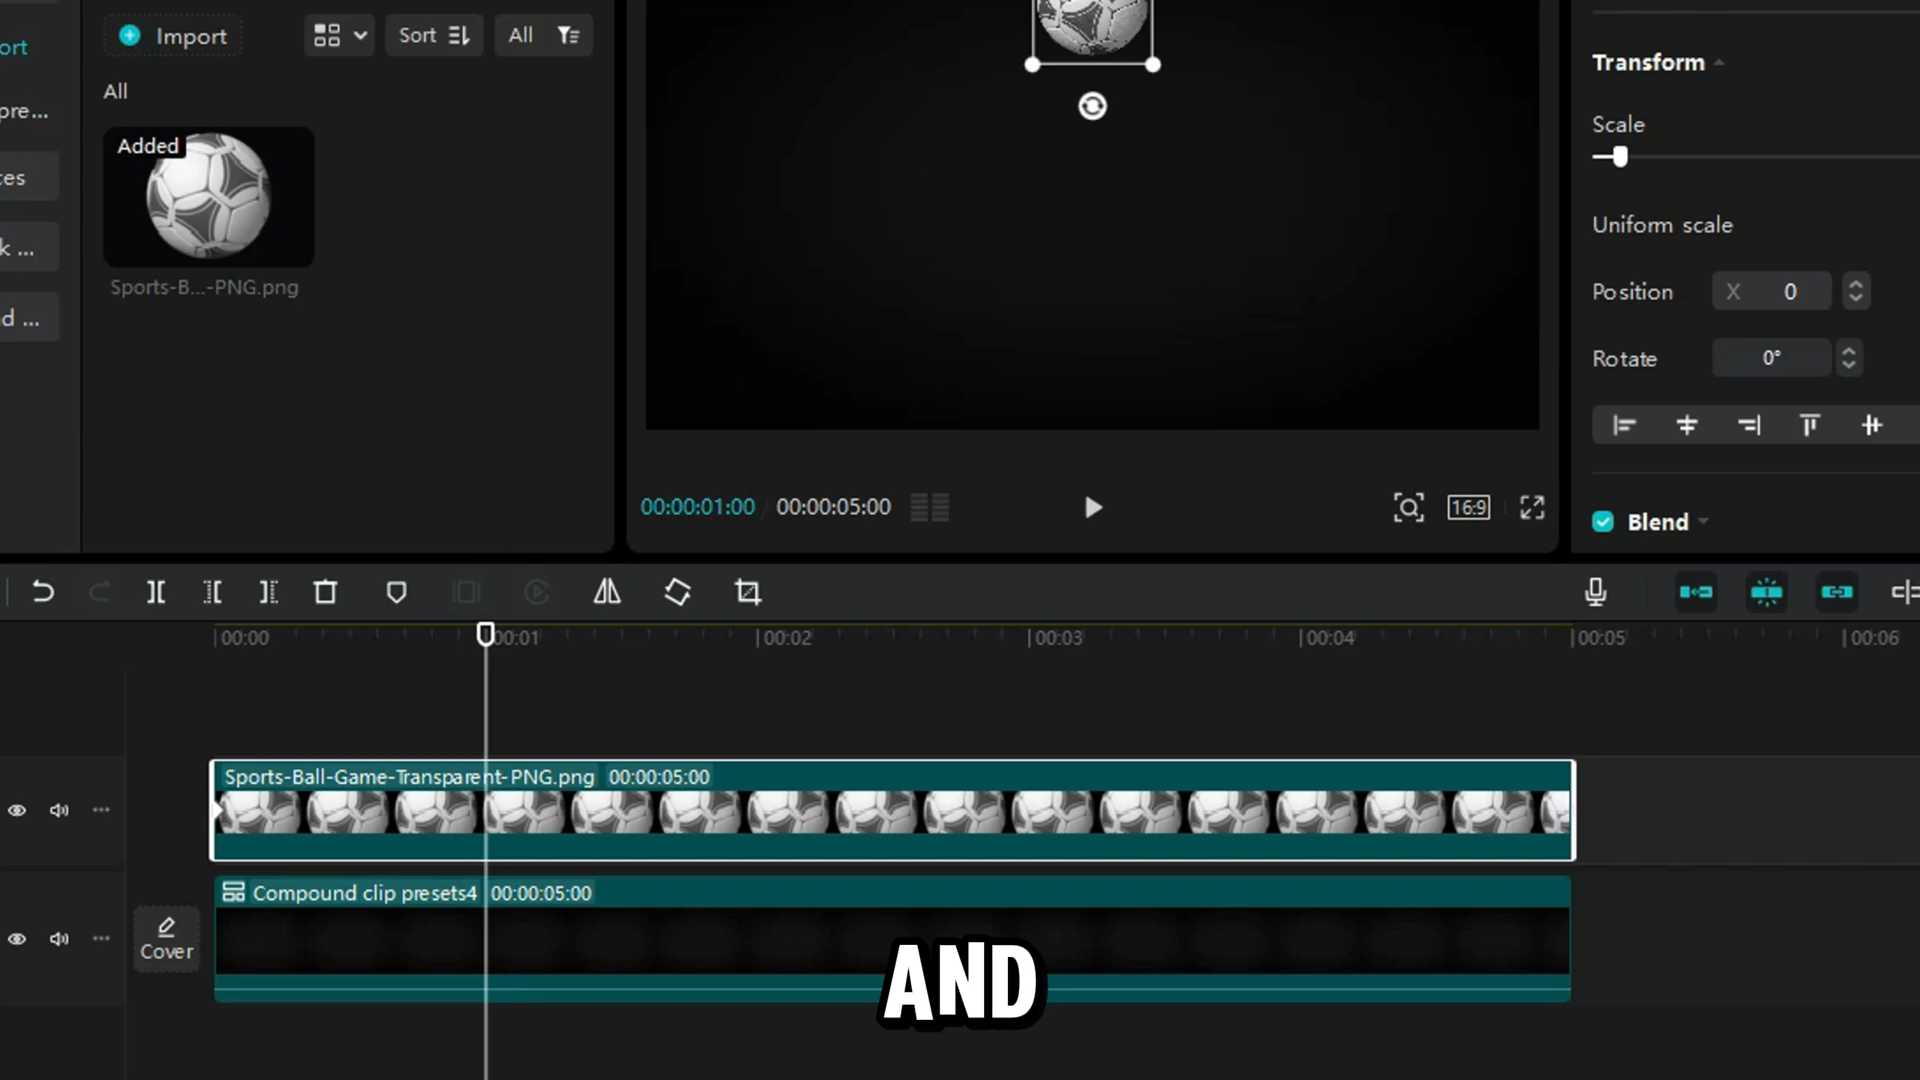 ort
Import
Sort
All
All
pre...
Added
ces
k ...
nd ...
Sports-B...-PNG.png
Transform
Scale
Uniform scale
Position X 0
Rotate 0°
Blend
00:00:01:00 / 00:00:05:00
16:9
00:00 00:01 00:02 00:03 00:04 00:05 00:06
Sports-Ball-Game-Transparent-PNG.png 00:00:05:00
Compound clip presets4 00:00:05:00
Cover
AND